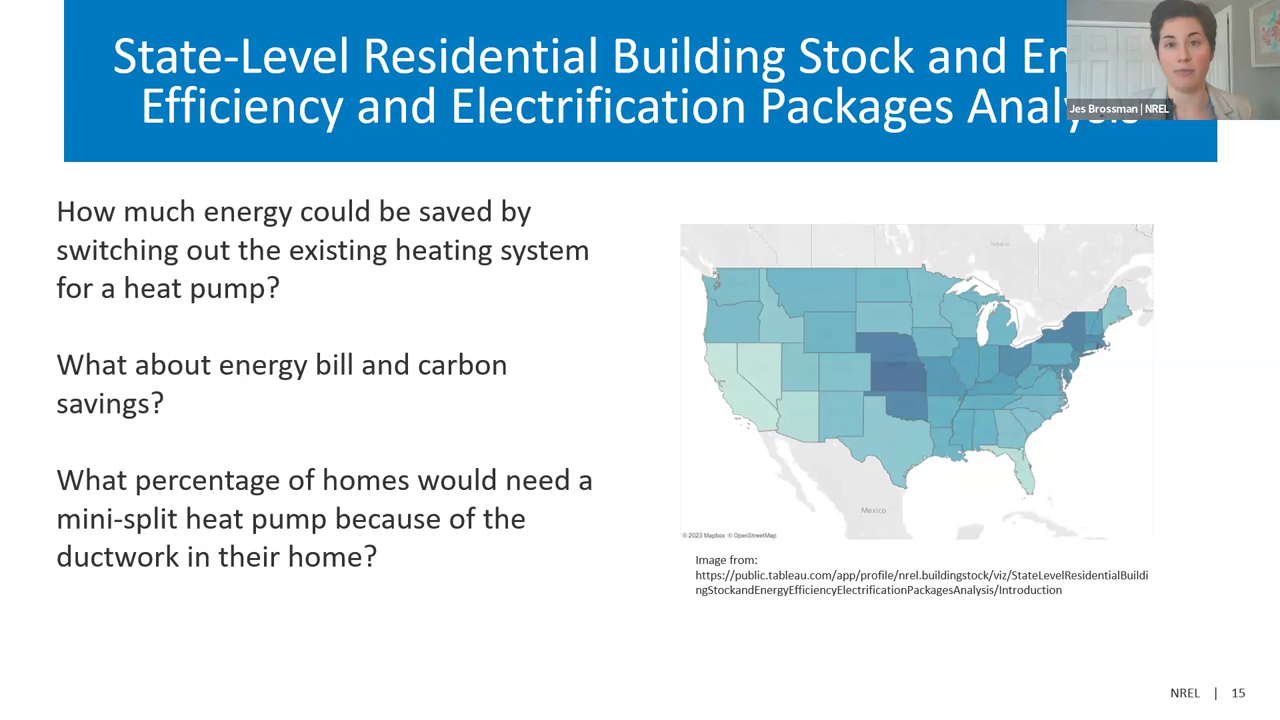 State-Level Residential Building Stock and En
Efficiency and Electrification Packages Analysis
Jes Brossman | NREL
How much energy could be saved by
switching out the existing heating system
for a heat pump?
What about energy bill and carbon
savings?
What percentage of homes would need a
mini-split heat pump because of the
ductwork in their home?
Ontario
Mexico
© 2023 Mapbox © OpenStreetMap
Image from:
https://public.tableau.com/app/profile/nrel.buildingstock/viz/StateLevelResidentialBuildi
ngStockandEnergyEfficiencyElectrificationPackagesAnalysis/Introduction
NREL | 15